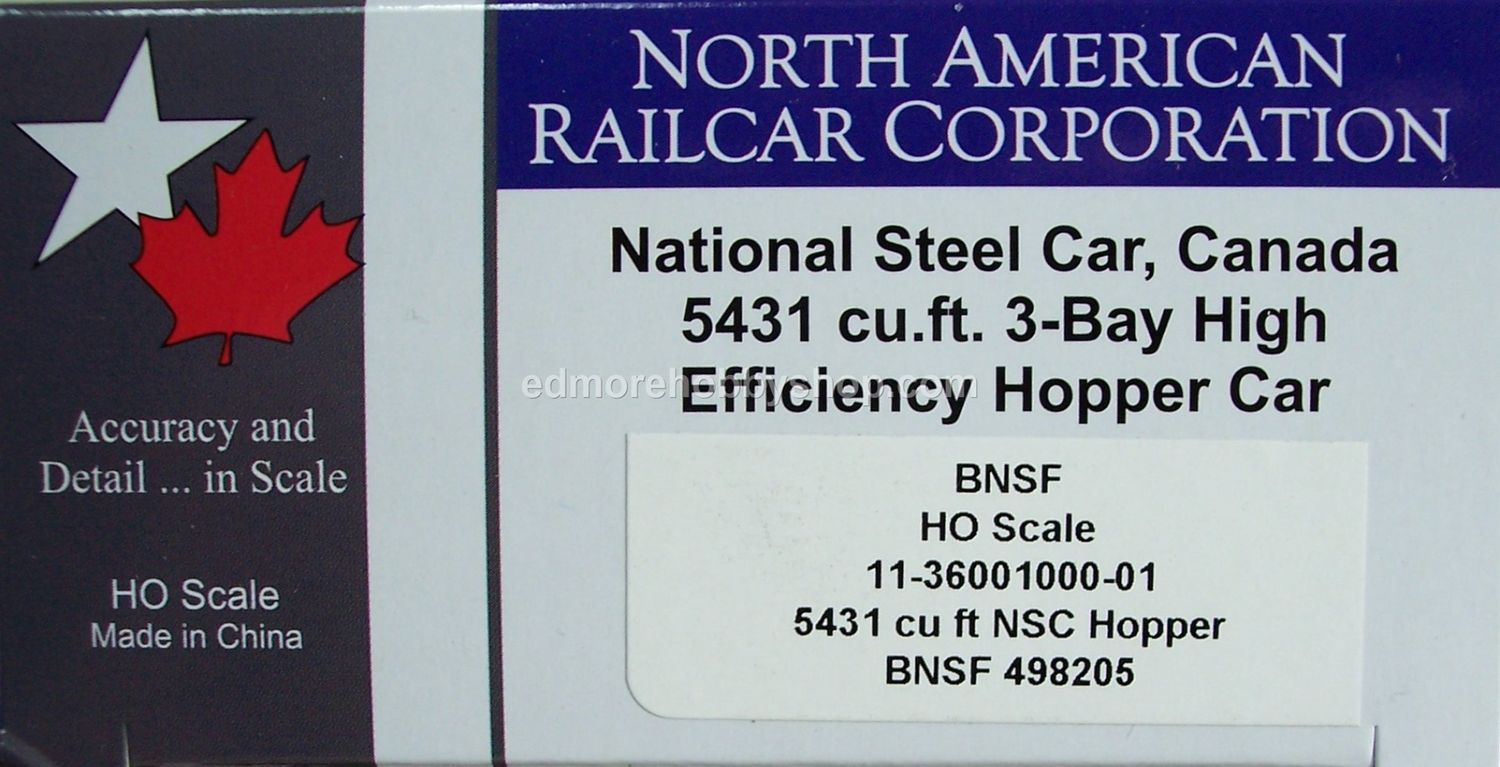 NORTH AMERICAN
RAILCAR CORPORATION
National Steel Car, Canada
5431 cu.ft. 3-Bay High
Efficiency Hopper Car
edmorehobbyshop.com
BNSF
HO Scale
11-36001000-01
5431 cu ft NSC Hopper
BNSF 498205
Accuracy and
Detail ... in Scale
HO Scale
Made in China